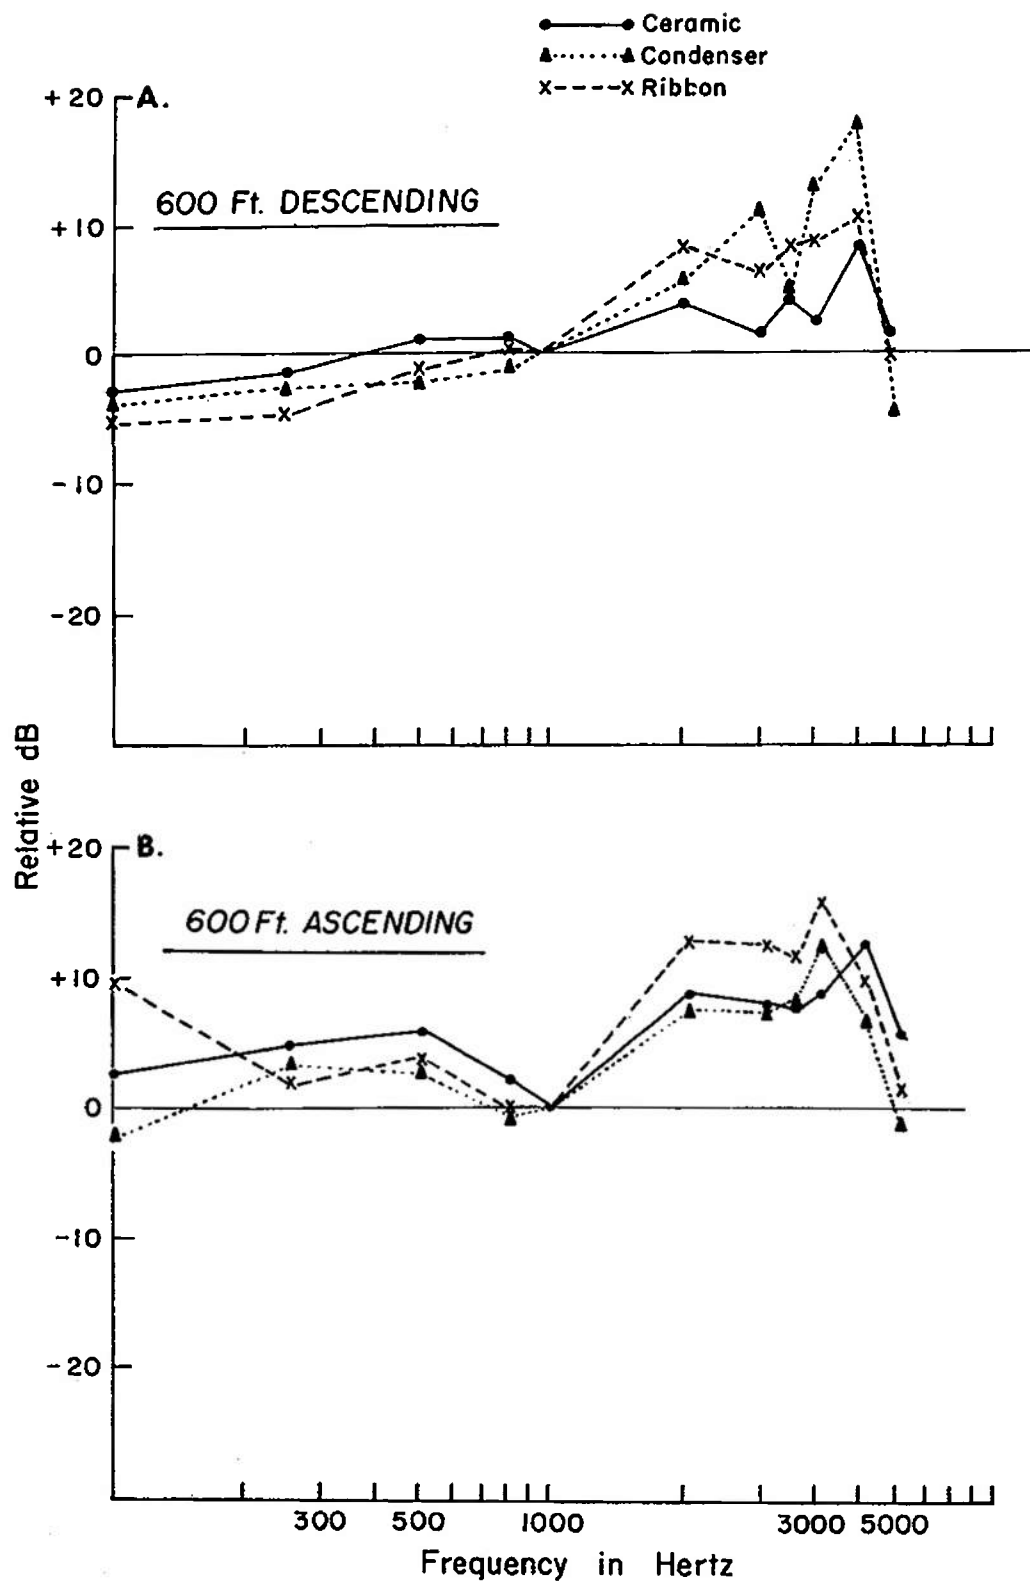 Ceramic
Condenser
Ribbon
A.
+20
600 Ft. DESCENDING
+10
0
-10
-20
Relative dB
B.
+20
600 Ft. ASCENDING
+10
0
-10
-20
300 500 1000 3000 5000
Frequency in Hertz